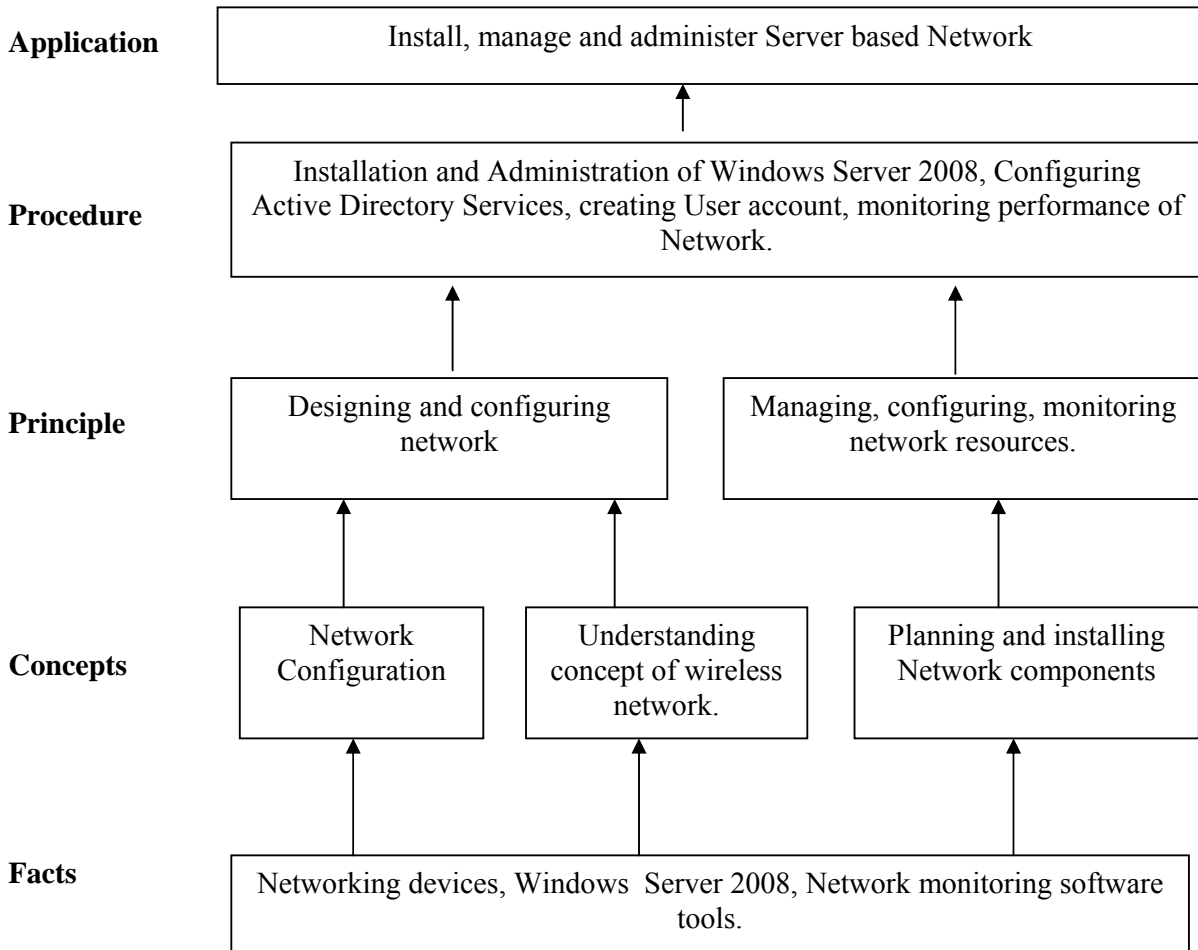 Application
Install, manage and administer Server based Network
Procedure
Installation and Administration of Windows Server 2008, Configuring
Active Directory Services, creating User account, monitoring performance of
Network.
Principle
Designing and configuring
network
Managing, configuring, monitoring
network resources.
Concepts
Network
Configuration
Understanding
concept of wireless
network.
Planning and installing
Network components
Facts
Networking devices, Windows  Server 2008, Network monitoring software
tools.